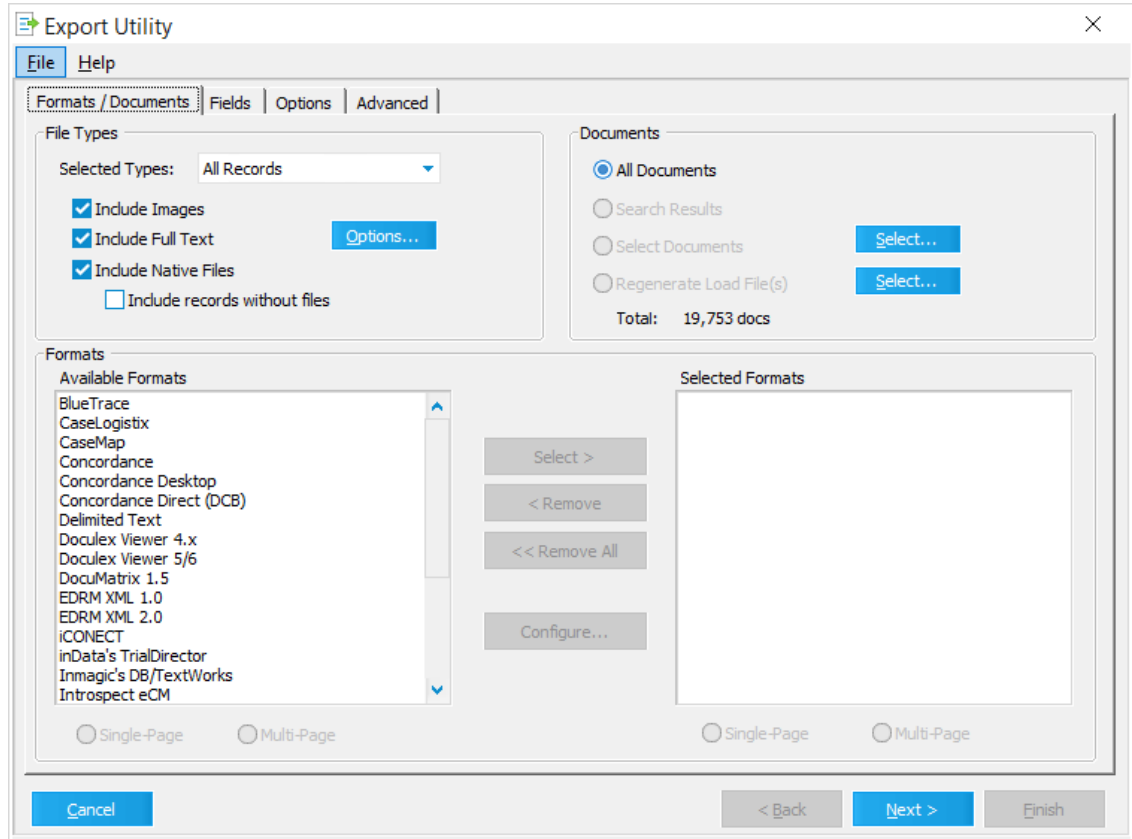 Export Utility
File Help
Formats / Documents Fields Options Advanced
File Types
Selected Types: All Records
Include Images
Include Full Text
Options...
Include Native Files
Include records without files
Documents
All Documents
Search Results
Select Documents
Select...
Regenerate Load File(s)
Select...
Total: 19,753 docs
Formats
Available Formats
BlueTrace
CaseLogistix
CaseMap
Concordance
Concordance Desktop
Concordance Direct (DCB)
Delimited Text
Doculex Viewer 4.x
Doculex Viewer 5/6
DocuMatrix 1.5
EDRM XML 1.0
EDRM XML 2.0
iCONECT
inData's TrialDirector
Inmagic's DB/TextWorks
Introspect eCM
Single-Page Multi-Page
Select >
< Remove
<< Remove All
Configure...
Selected Formats
Single-Page Multi-Page
Cancel < Back Next > Finish